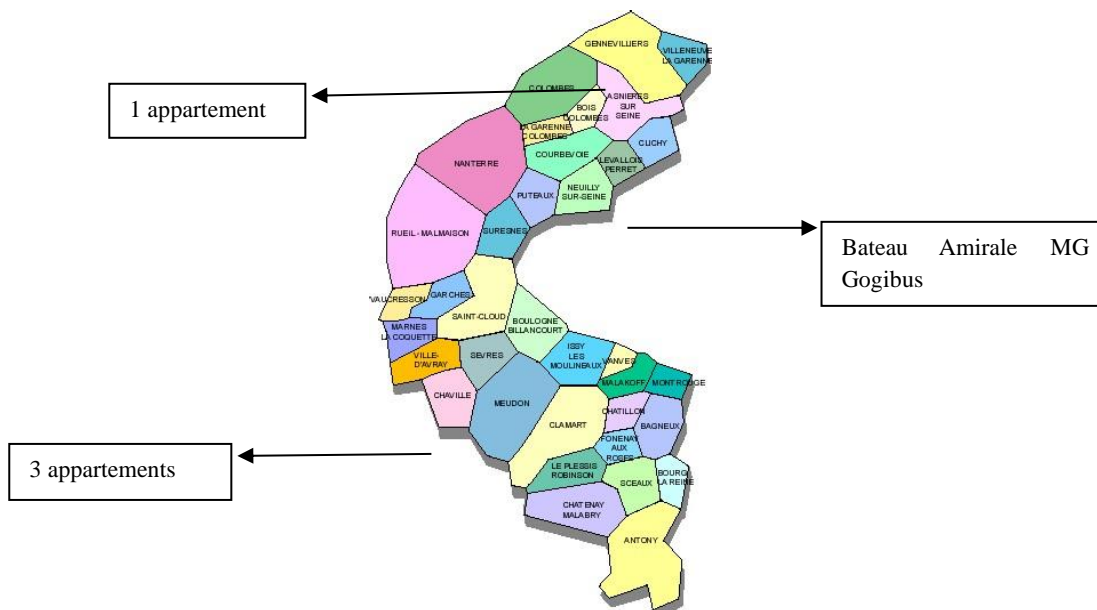 GENNEVILLIERS
VILLENEUVE
LA GARENNE
COLOMBES
1 appartement
ASNIERES
SUR
SEINE
BOIS
COLOMBES
LA GARENNE
COLOMBES
CLICHY
COURBEVOIE
LEVALLOIS
PERRET
NANTERRE
PUTEAUX
NEUILLY
SUR-SEINE
RUEIL - MALMAISON
SURESNES
Bateau Amirale MG
Gogibus
VAUCRESSON
GARCHES
SAINT-CLOUD
BOULOGNE
BILLANCOURT
MARNES
LA COQUETTE
VILLE-
D'AVRAY
SEVRES
ISSY
LES
MOULINEAUX
VANVES
MALAKOFF
MONTROUGE
CHAVILLE
MEUDON
CHATILLON
CLAMART
BAGNEUX
3 appartements
FONENAY
AUX
ROSES
LE PLESSIS
ROBINSON
SCEAUX
BOURG
LA REINE
CHATENAY
MALABRY
ANTONY